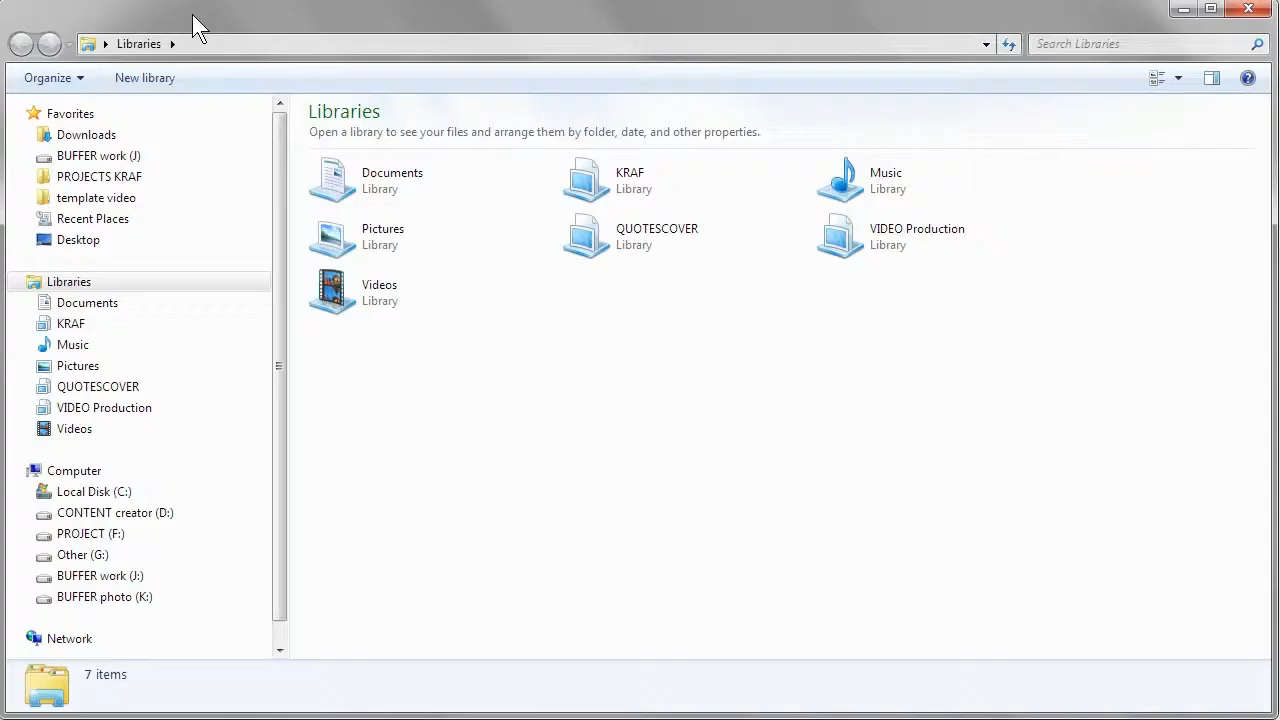 Libraries
Search Libraries
Organize
New library
Favorites
Downloads
BUFFER work (J)
PROJECTS KRAF
template video
Recent Places
Desktop
Libraries
Documents
KRAF
Music
Pictures
QUOTESCOVER
VIDEO Production
Videos
Computer
Local Disk (C:)
CONTENT creator (D:)
PROJECT (F:)
Other (G:)
BUFFER work (J:)
BUFFER photo (K:)
Network
Libraries
Open a library to see your files and arrange them by folder, date, and other properties.
Documents
Library
KRAF
Library
Music
Library
Pictures
Library
QUOTESCOVER
Library
VIDEO Production
Library
Videos
Library
7 items